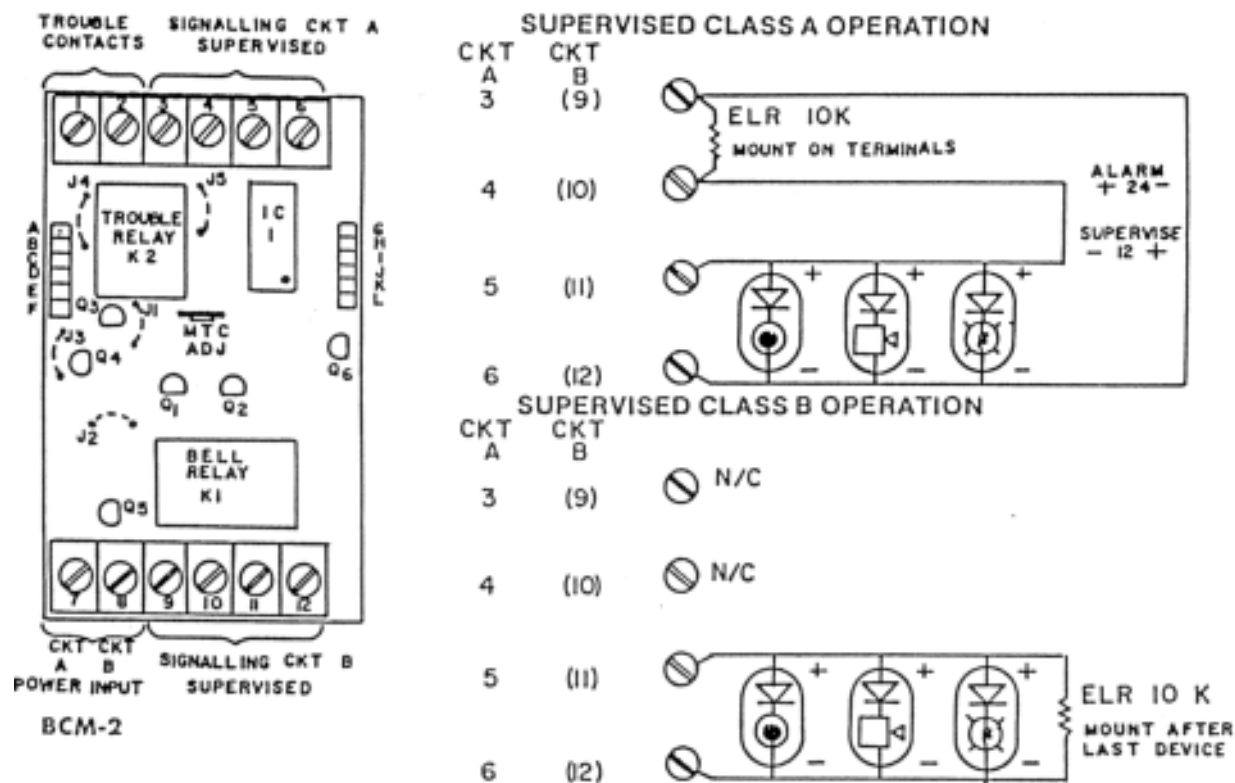 TROUBLE CONTACTS
SIGNALLING CKT A SUPERVISED
1 2 3 4 5 6
J4
J5
TROUBLE RELAY K2
IC 1
A
B
C
D
E
F
G
H
I
J
K
L
Q3
J1
J3
Q4
MTC ADJ
Q6
Q1
Q2
J2
BELL RELAY K1
Q5
7 8 9 10 11 12
CKT A
CKT B
POWER INPUT
SIGNALLING CKT B SUPERVISED
BCM-2
SUPERVISED CLASS A OPERATION
CKT A
CKT B
3 (9)
ELR 10K
MOUNT ON TERMINALS
4 (10)
ALARM
+ 24 -
SUPERVISE
- 12 +
5 (11)
+ + +
6 (12)
- - -
SUPERVISED CLASS B OPERATION
CKT A
CKT B
3 (9) N/C
4 (10) N/C
5 (11)
+ + +
ELR 10 K
MOUNT AFTER
LAST DEVICE
6 (12)
- - -